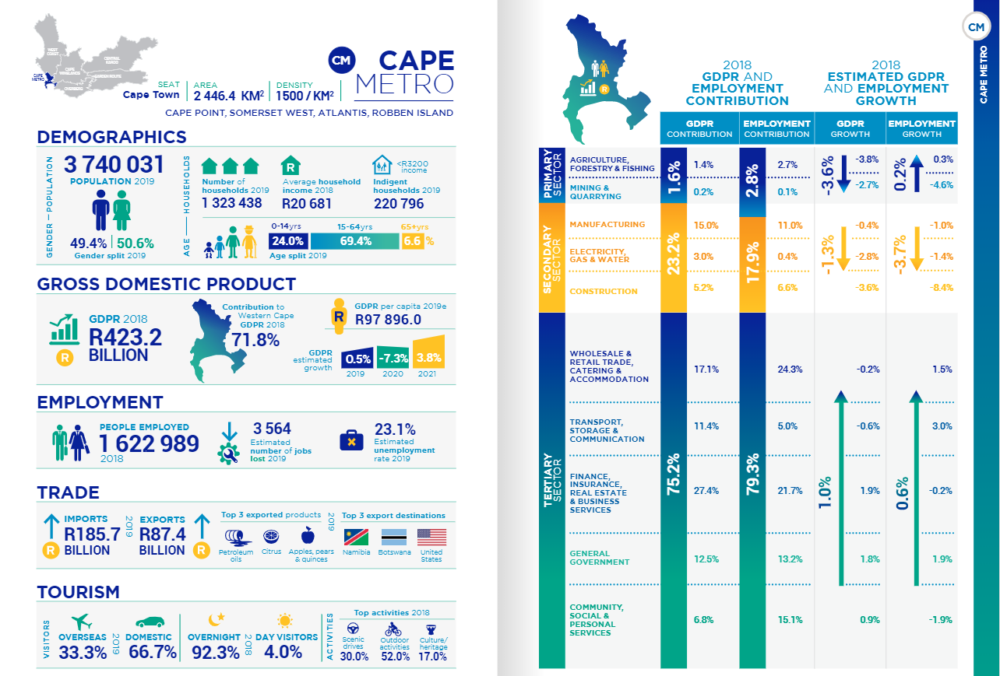 WEST
COAST
CENTRAL
KAROO
CAPE
WINELANDS
CAPE
METRO
GARDEN ROUTE
OVERBERG
CM
CAPE
METRO
SEAT
Cape Town
AREA
2 446.4 KM²
DENSITY
1500 / KM²
CAPE POINT, SOMERSET WEST, ATLANTIS, ROBBEN ISLAND
DEMOGRAPHICS
GENDER — POPULATION
3 740 031
POPULATION 2019
49.4% 50.6%
Gender split 2019
AGE — HOUSEHOLDS
Number of
households 2019
1 323 438
R
Average household
income 2018
R20 681
<R3200
income
Indigent
households 2019
220 796
0-14yrs 15-64yrs 65+yrs
24.0% 69.4% 6.6 %
Age split 2019
GROSS DOMESTIC PRODUCT
R
GDPR 2018
R423.2
BILLION
Contribution to
Western Cape
GDPR 2018
71.8%
R
GDPR per capita 2019e
R97 896.0
GDPR
estimated
growth
0.5% -7.3% 3.8%
2019 2020 2021
EMPLOYMENT
PEOPLE EMPLOYED
1 622 989
2018
3 564
Estimated
number of jobs
lost 2019
23.1%
Estimated
unemployment
rate 2019
TRADE
R
IMPORTS
R185.7
BILLION
2019
EXPORTS
R87.4
BILLION
R
Top 3 exported products
Petroleum
oils
Citrus
Apples, pears
& quinces
2019
Top 3 export destinations
Namibia
Botswana
United
States
TOURISM
VISITORS
OVERSEAS
33.3%
2019
DOMESTIC
66.7%
OVERNIGHT
92.3%
2018
DAY VISITORS
4.0%
ACTIVITIES
Top activities 2018
Scenic
drives
30.0%
Outdoor
activities
52.0%
Culture/
heritage
17.0%
R
2018
GDPR AND
EMPLOYMENT
CONTRIBUTION
2018
ESTIMATED GDPR
AND EMPLOYMENT
GROWTH
GDPR
CONTRIBUTION
EMPLOYMENT
CONTRIBUTION
GDPR
GROWTH
EMPLOYMENT
GROWTH
PRIMARY
SECTOR
AGRICULTURE,
FORESTRY & FISHING
1.6%
1.4%
2.8%
2.7%
-3.6%
-3.8%
0.2%
0.3%
MINING &
QUARRYING
0.2%
0.1%
-2.7%
-4.6%
SECONDARY
SECTOR
MANUFACTURING
23.2%
15.0%
17.9%
11.0%
-1.3%
-0.4%
-3.7%
-1.0%
ELECTRICITY,
GAS & WATER
3.0%
0.4%
-2.8%
-1.4%
CONSTRUCTION
5.2%
6.6%
-3.6%
-8.4%
TERTIARY
SECTOR
WHOLESALE &
RETAIL TRADE,
CATERING &
ACCOMMODATION
17.1%
24.3%
-0.2%
1.5%
TRANSPORT,
STORAGE &
COMMUNICATION
11.4%
5.0%
-0.6%
3.0%
FINANCE,
INSURANCE,
REAL ESTATE
& BUSINESS
SERVICES
75.2%
27.4%
79.3%
21.7%
1.0%
1.9%
0.6%
-0.2%
GENERAL
GOVERNMENT
12.5%
13.2%
1.8%
1.9%
COMMUNITY,
SOCIAL &
PERSONAL
SERVICES
6.8%
15.1%
0.9%
-1.9%
CM
CAPE METRO